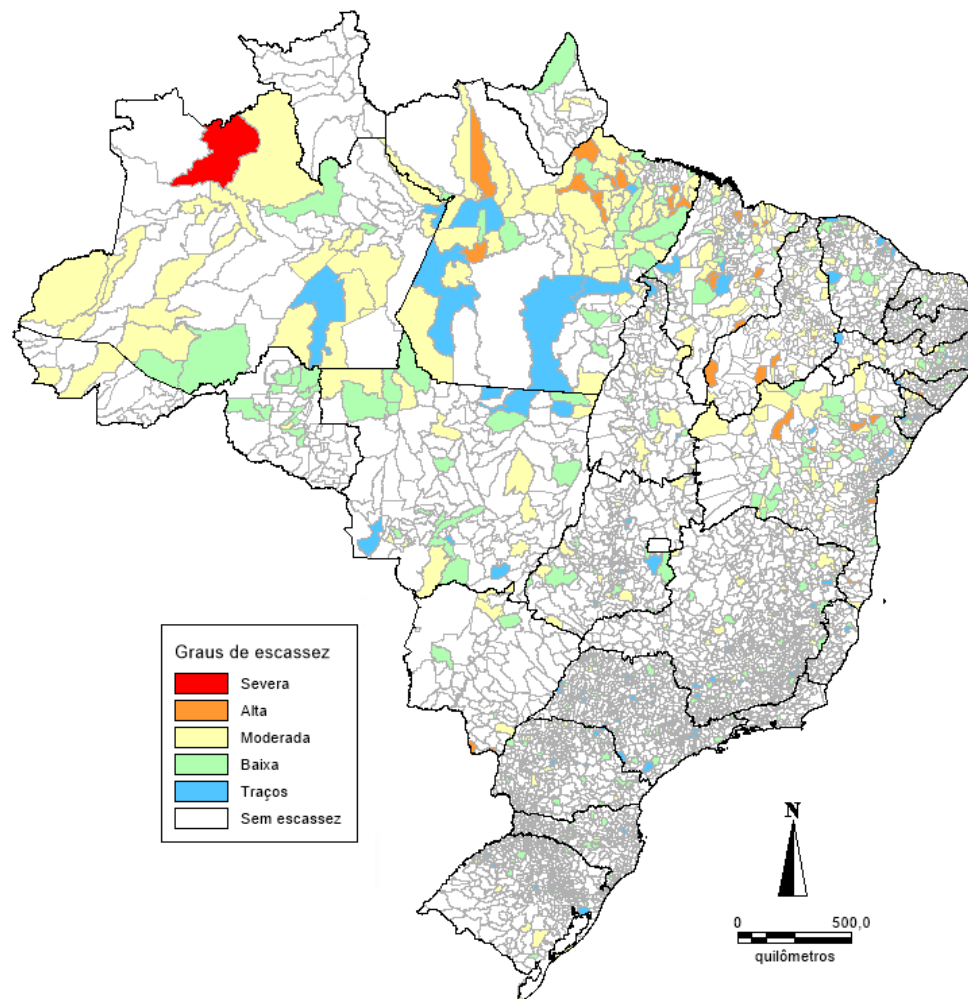 Graus de escassez
Severa
Alta
Moderada
Baixa
Traços
Sem escassez
N
0 500,0
quilômetros